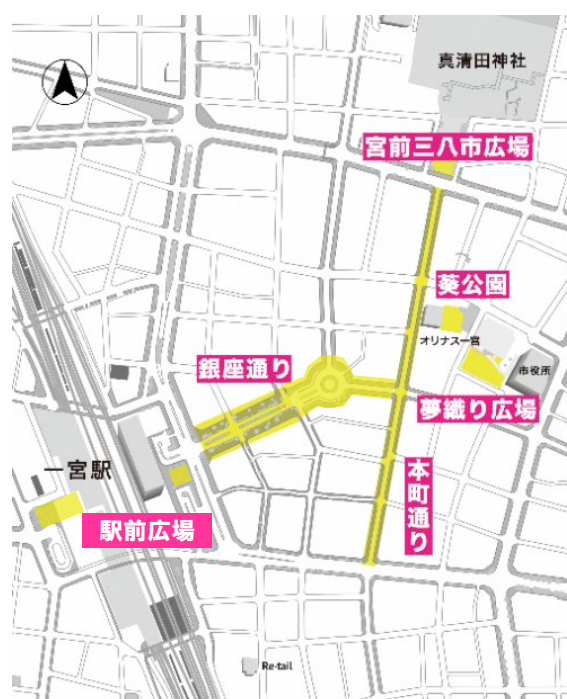 真清田神社
宮前三八市広場
葵公園
オリナス一宮
市役所
銀座通り
夢織り広場
一宮駅
本町通り
駅前広場
Re-tail